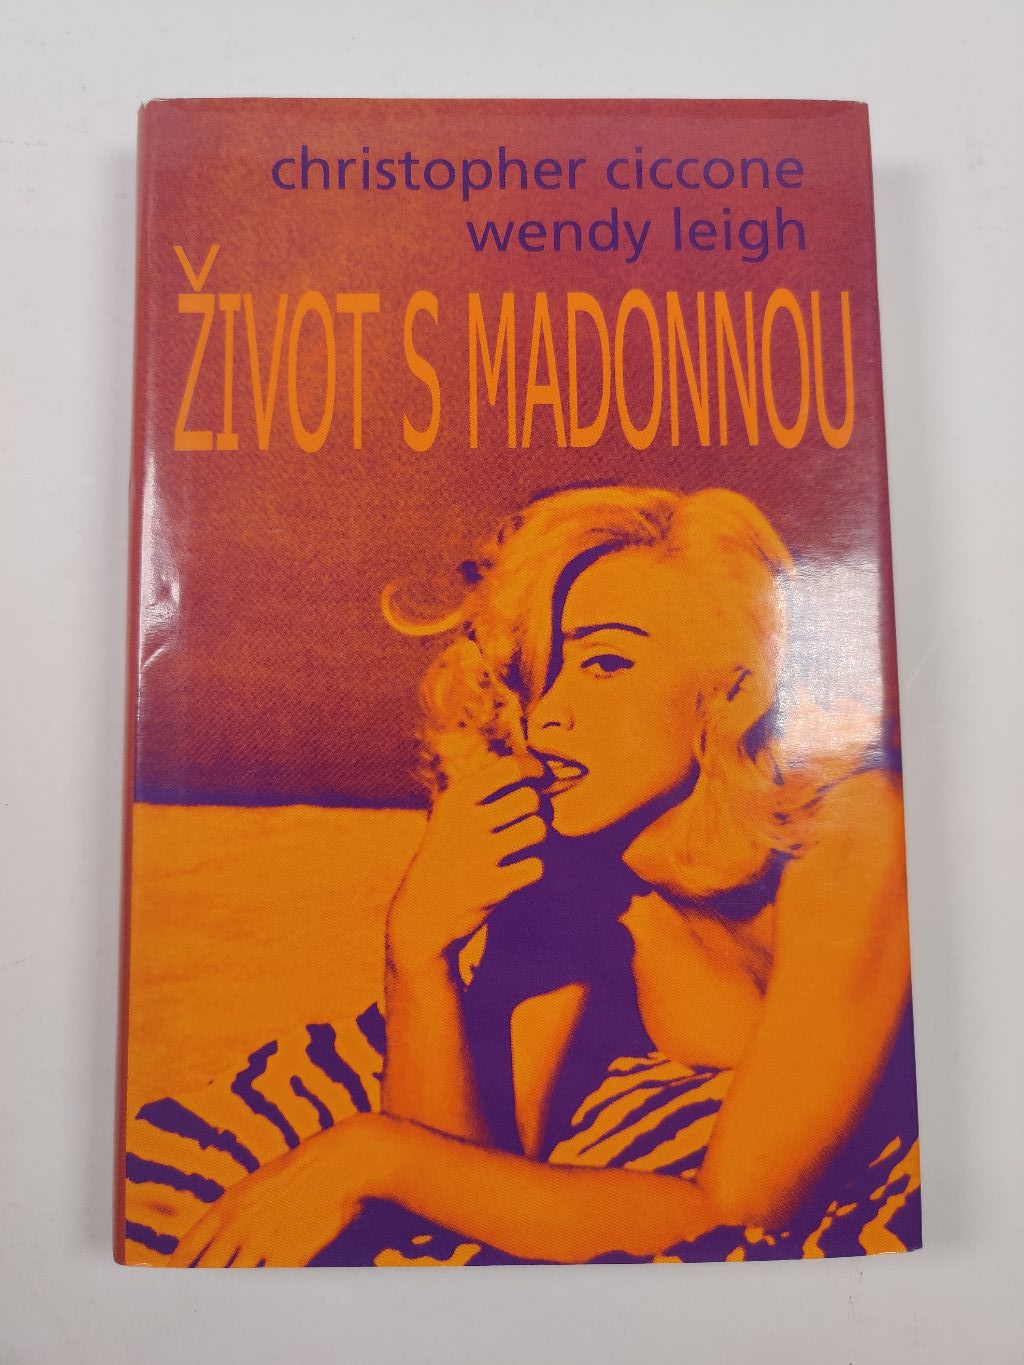 christopher ciccone
wendy leigh
ŽIVOT S MADONNOU